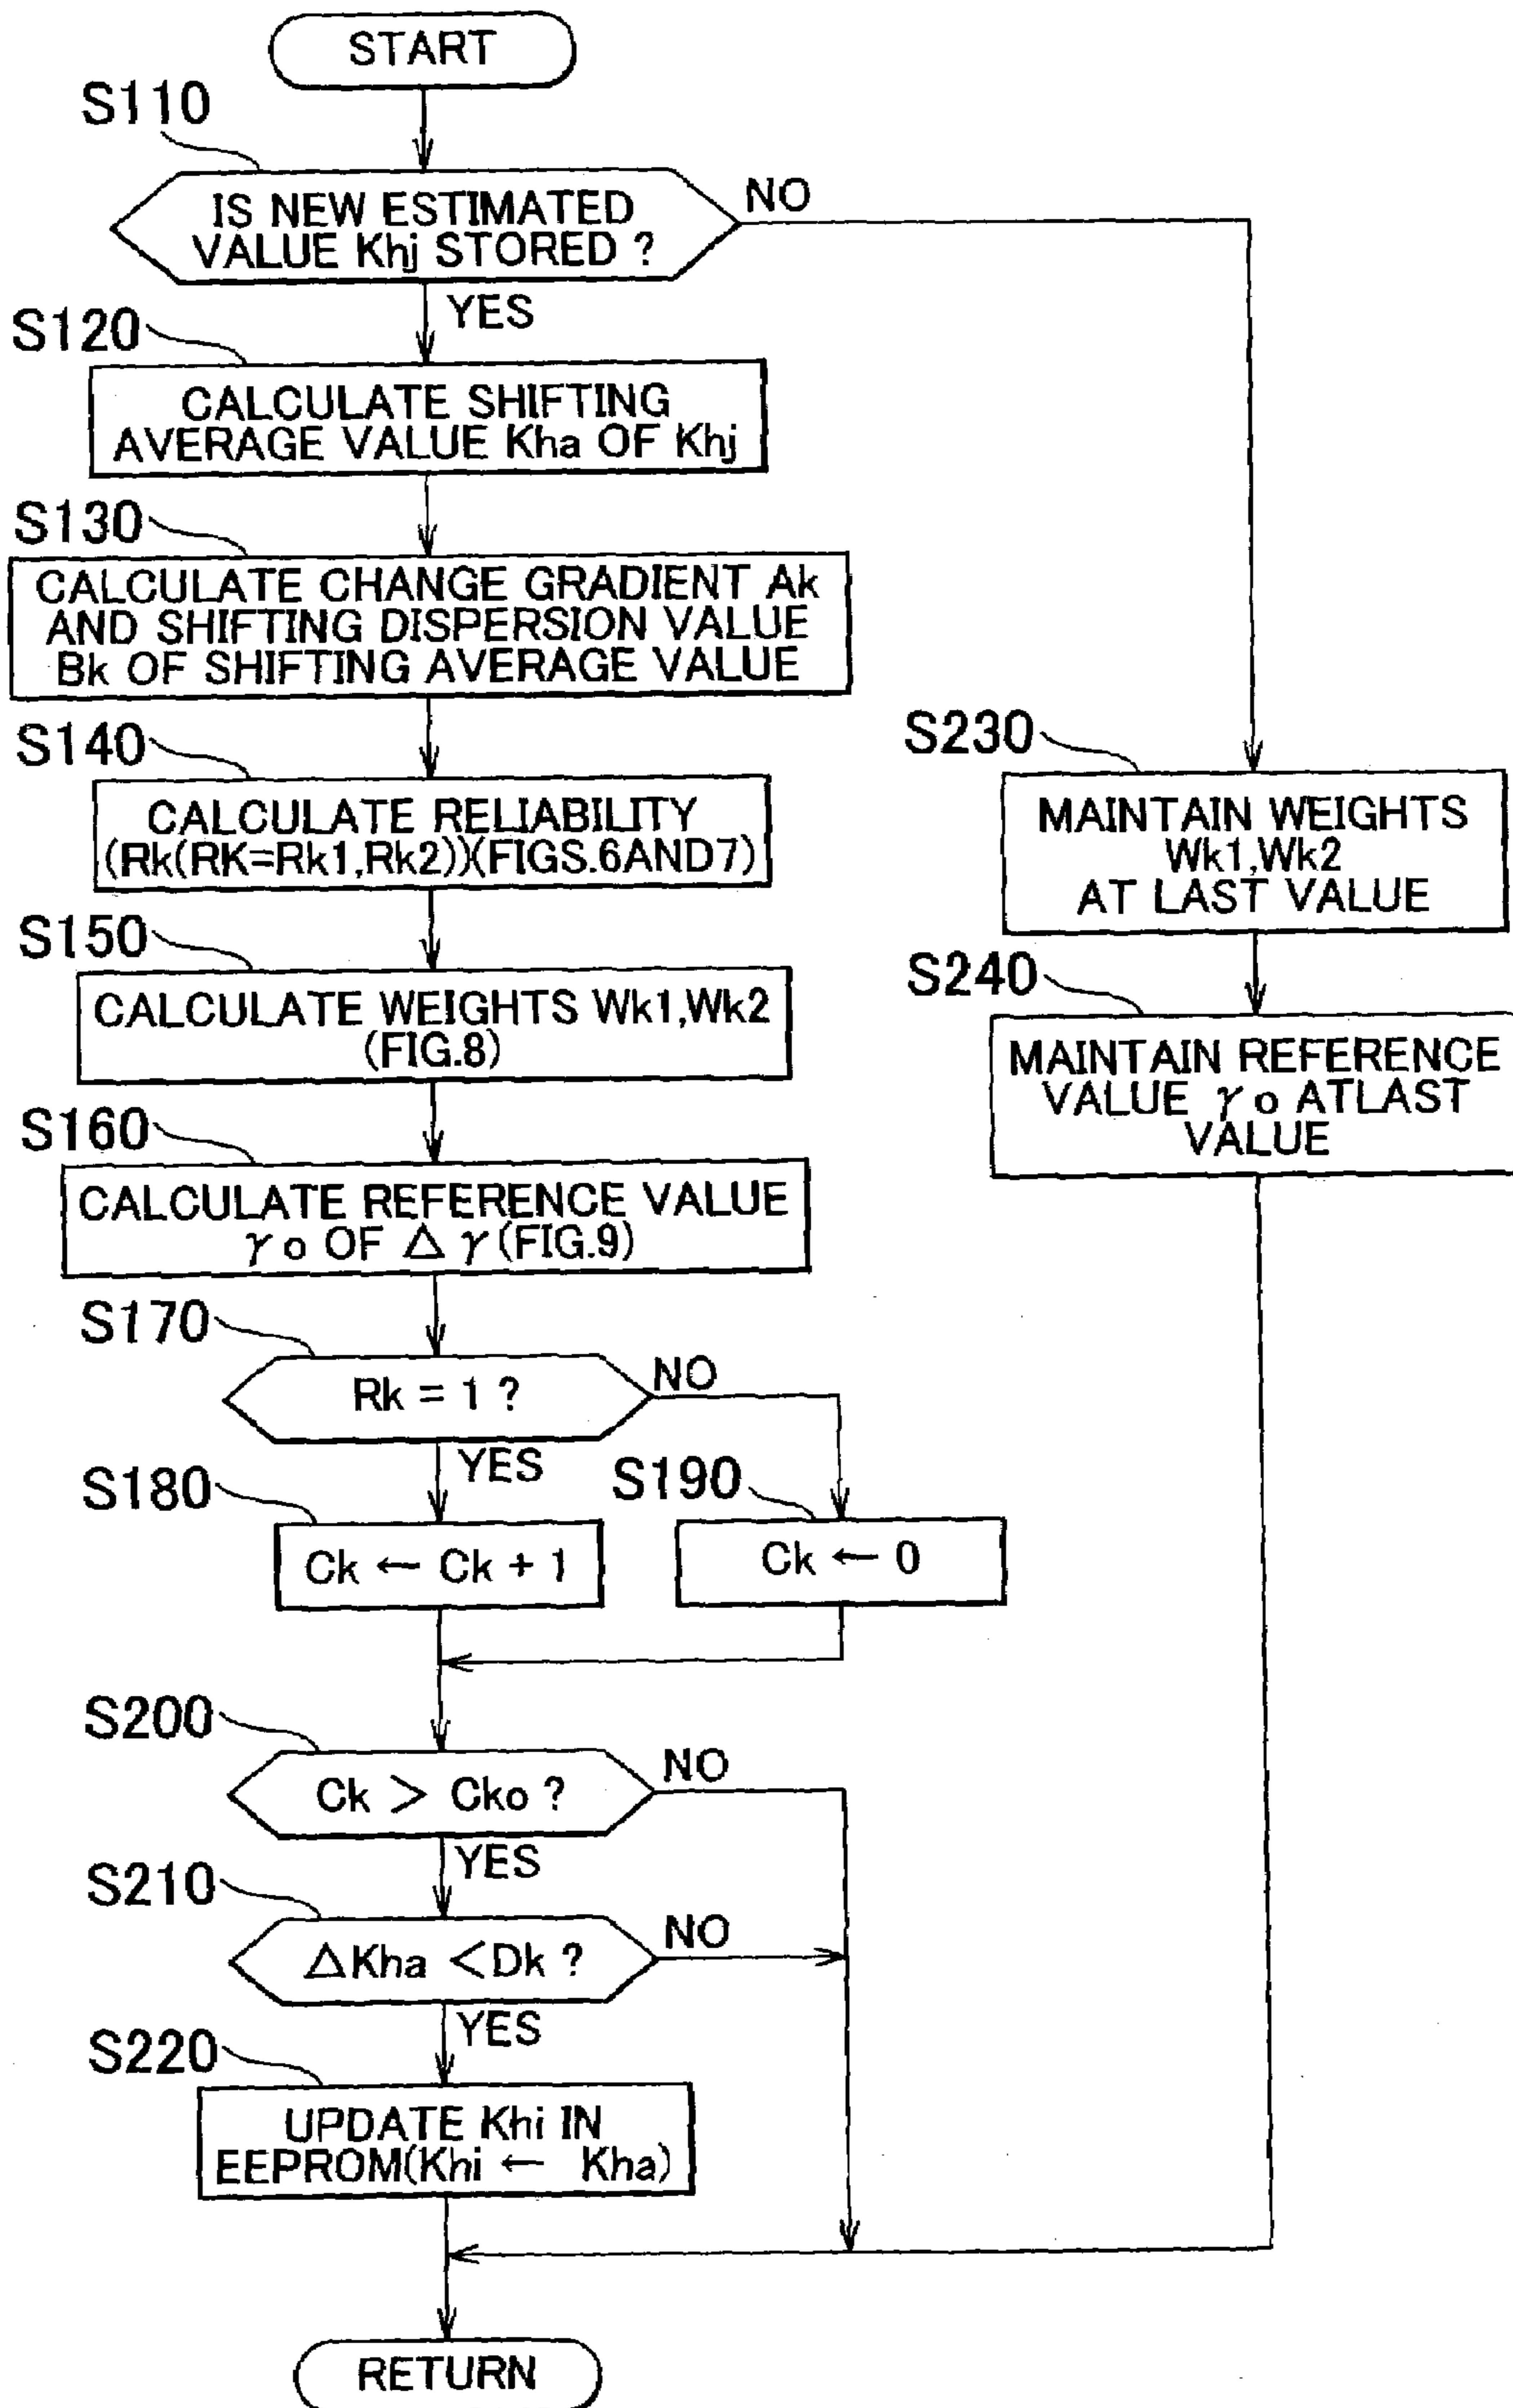 START
S110
IS NEW ESTIMATED
VALUE Khj STORED ?
NO
YES
S120
CALCULATE SHIFTING
AVERAGE VALUE Kha OF Khj
S130
CALCULATE CHANGE GRADIENT Ak
AND SHIFTING DISPERSION VALUE
Bk OF SHIFTING AVERAGE VALUE
S140
CALCULATE RELIABILITY
(Rk(RK=Rk1,Rk2))(FIGS.6AND7)
S150
CALCULATE WEIGHTS Wk1,Wk2
(FIG.8)
S160
CALCULATE REFERENCE VALUE
γo OF Δγ(FIG.9)
S170
Rk = 1 ?
NO
YES
S180
Ck ← Ck + 1
S190
Ck ← 0
S200
Ck > Cko ?
NO
YES
S210
ΔKha <Dk ?
NO
YES
S220
UPDATE Khi IN
EEPROM(Khi ← Kha)
S230
MAINTAIN WEIGHTS
Wk1,Wk2
AT LAST VALUE
S240
MAINTAIN REFERENCE
VALUE γo ATLAST
VALUE
RETURN